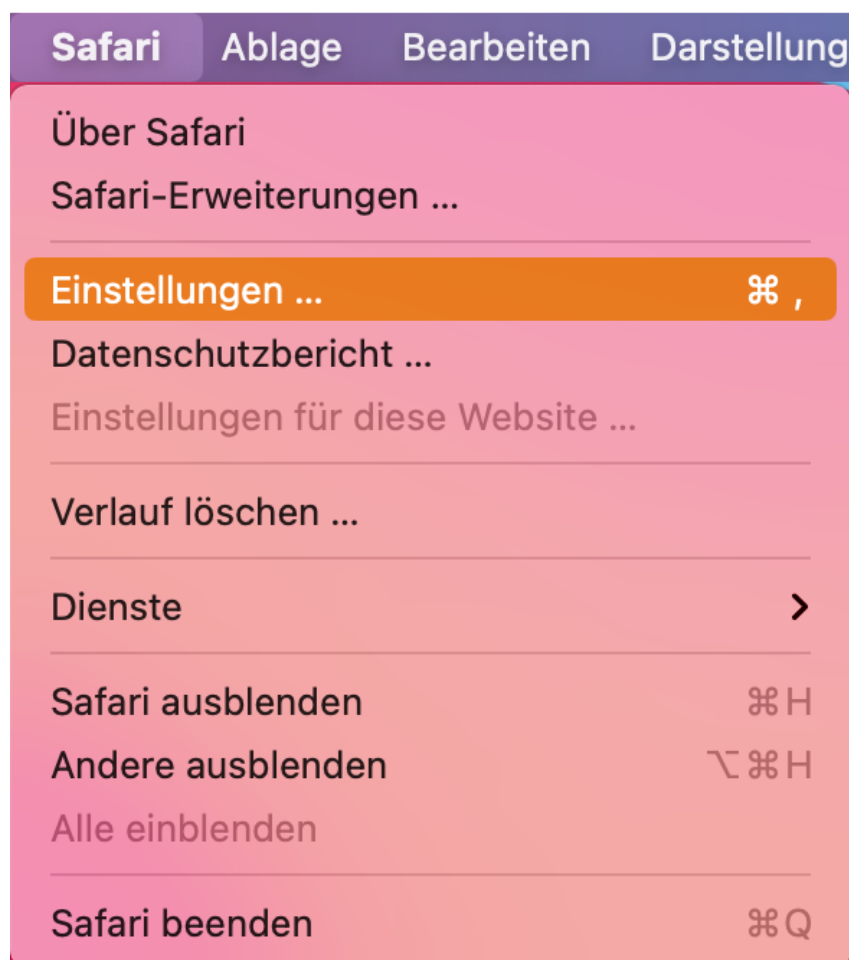 Safari Ablage Bearbeiten Darstellung
Über Safari
Safari-Erweiterungen ...
Einstellungen ... ⌘ ,
Datenschutzbericht ...
Einstellungen für diese Website ...
Verlauf löschen ...
Dienste
Safari ausblenden ⌘H
Andere ausblenden ⌥⌘H
Alle einblenden
Safari beenden ⌘Q